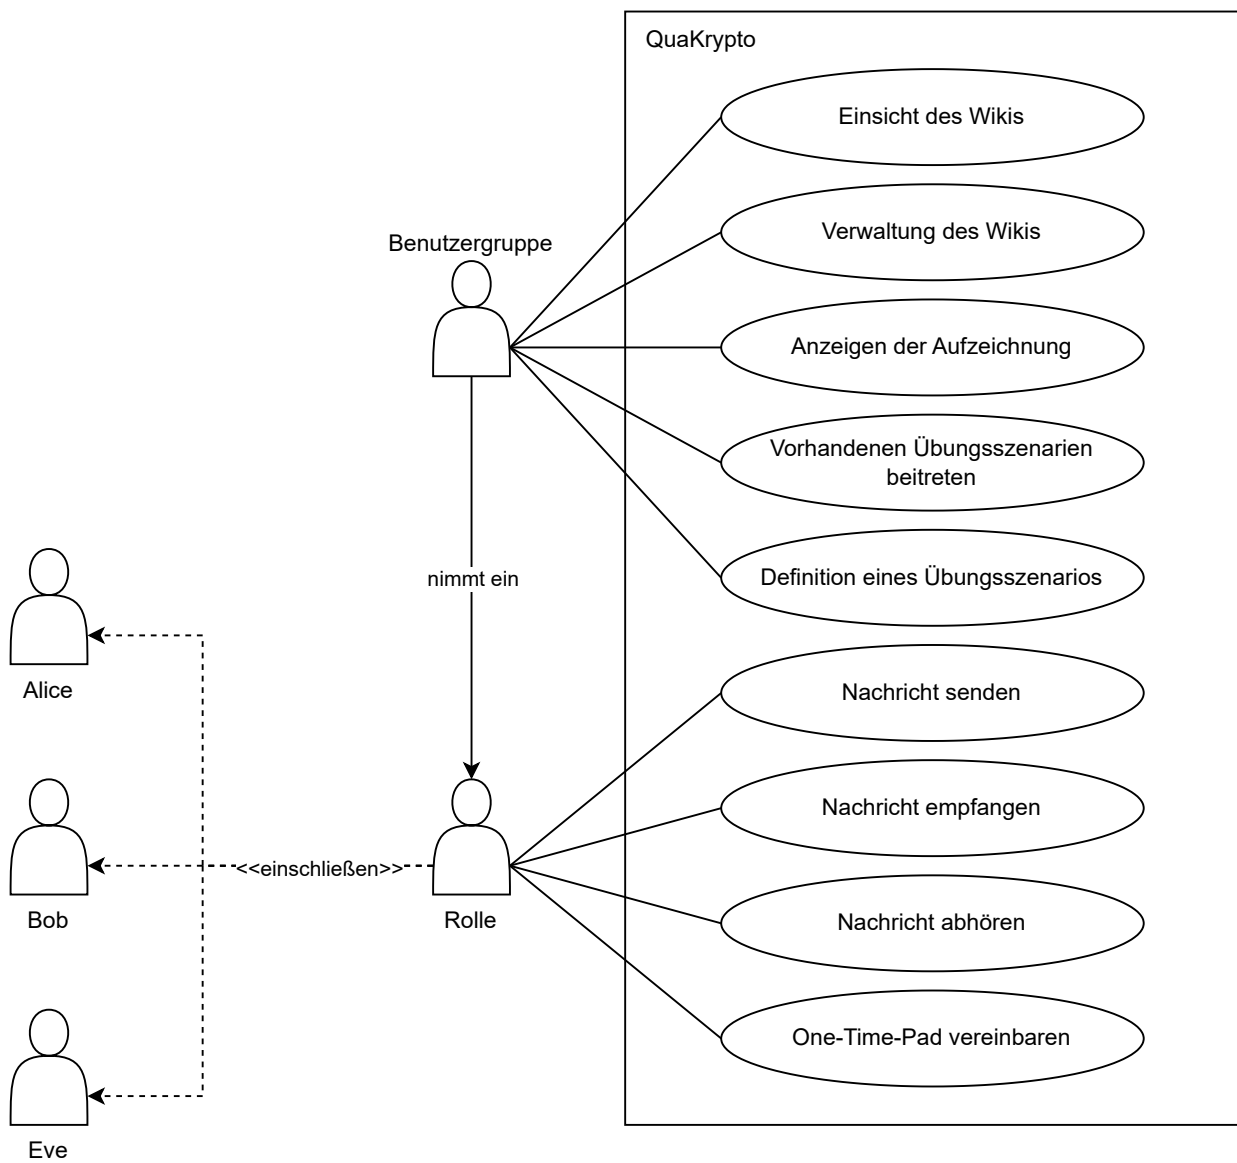 QuaKrypto
Einsicht des Wikis
Verwaltung des Wikis
Benutzergruppe
Anzeigen der Aufzeichnung
Vorhandenen Übungsszenarien
beitreten
nimmt ein
Definition eines Übungsszenarios
Alice
Nachricht senden
Nachricht empfangen
<<einschließen>>
Bob
Rolle
Nachricht abhören
One-Time-Pad vereinbaren
Eve